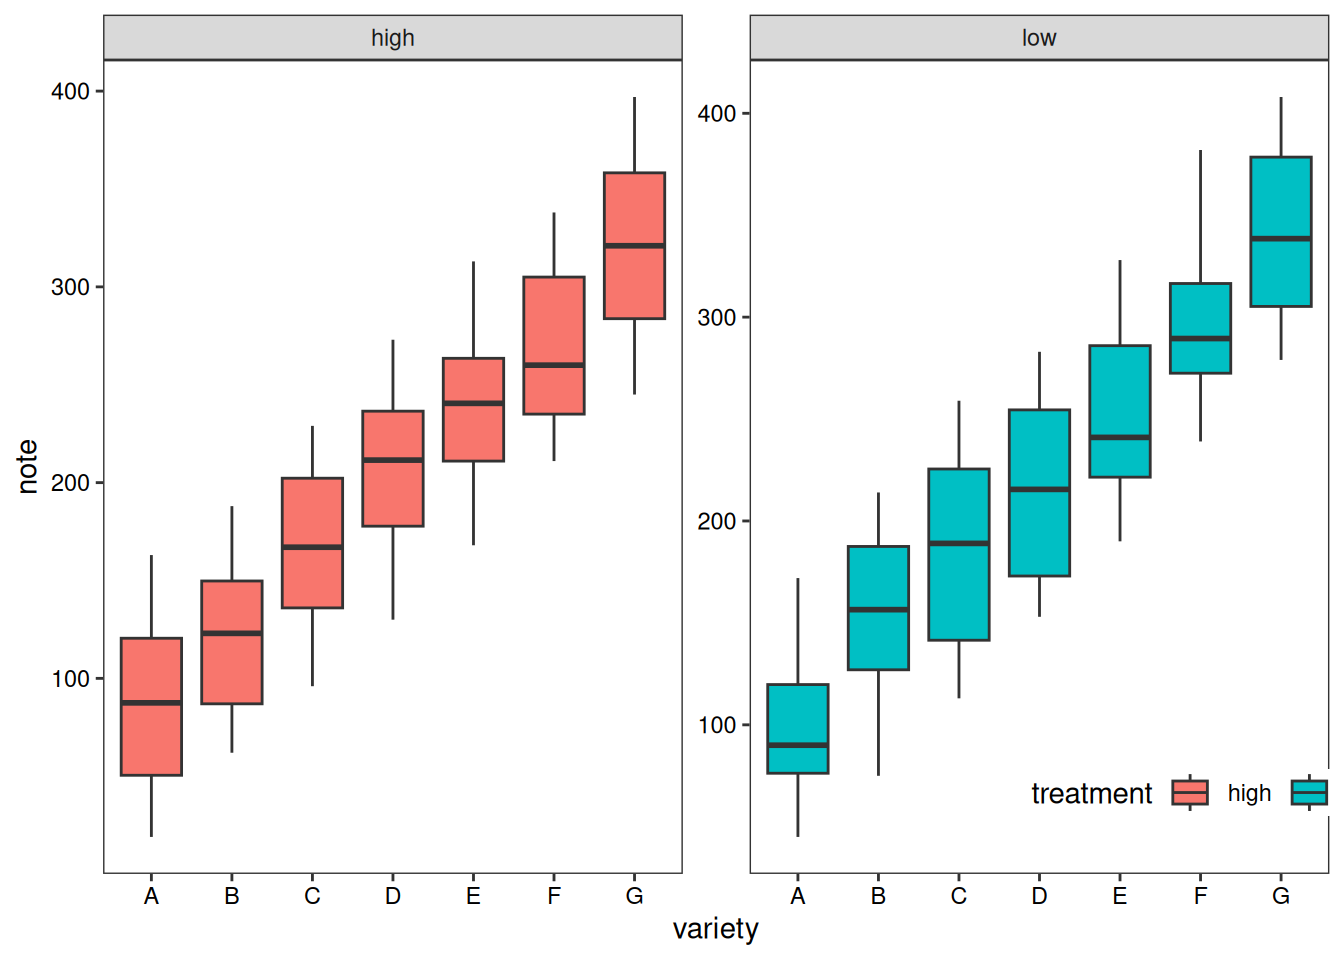 high
low
400
300
200
100
400
300
200
100
note
treatment high
A B C D E F G
A B C D E F G
variety